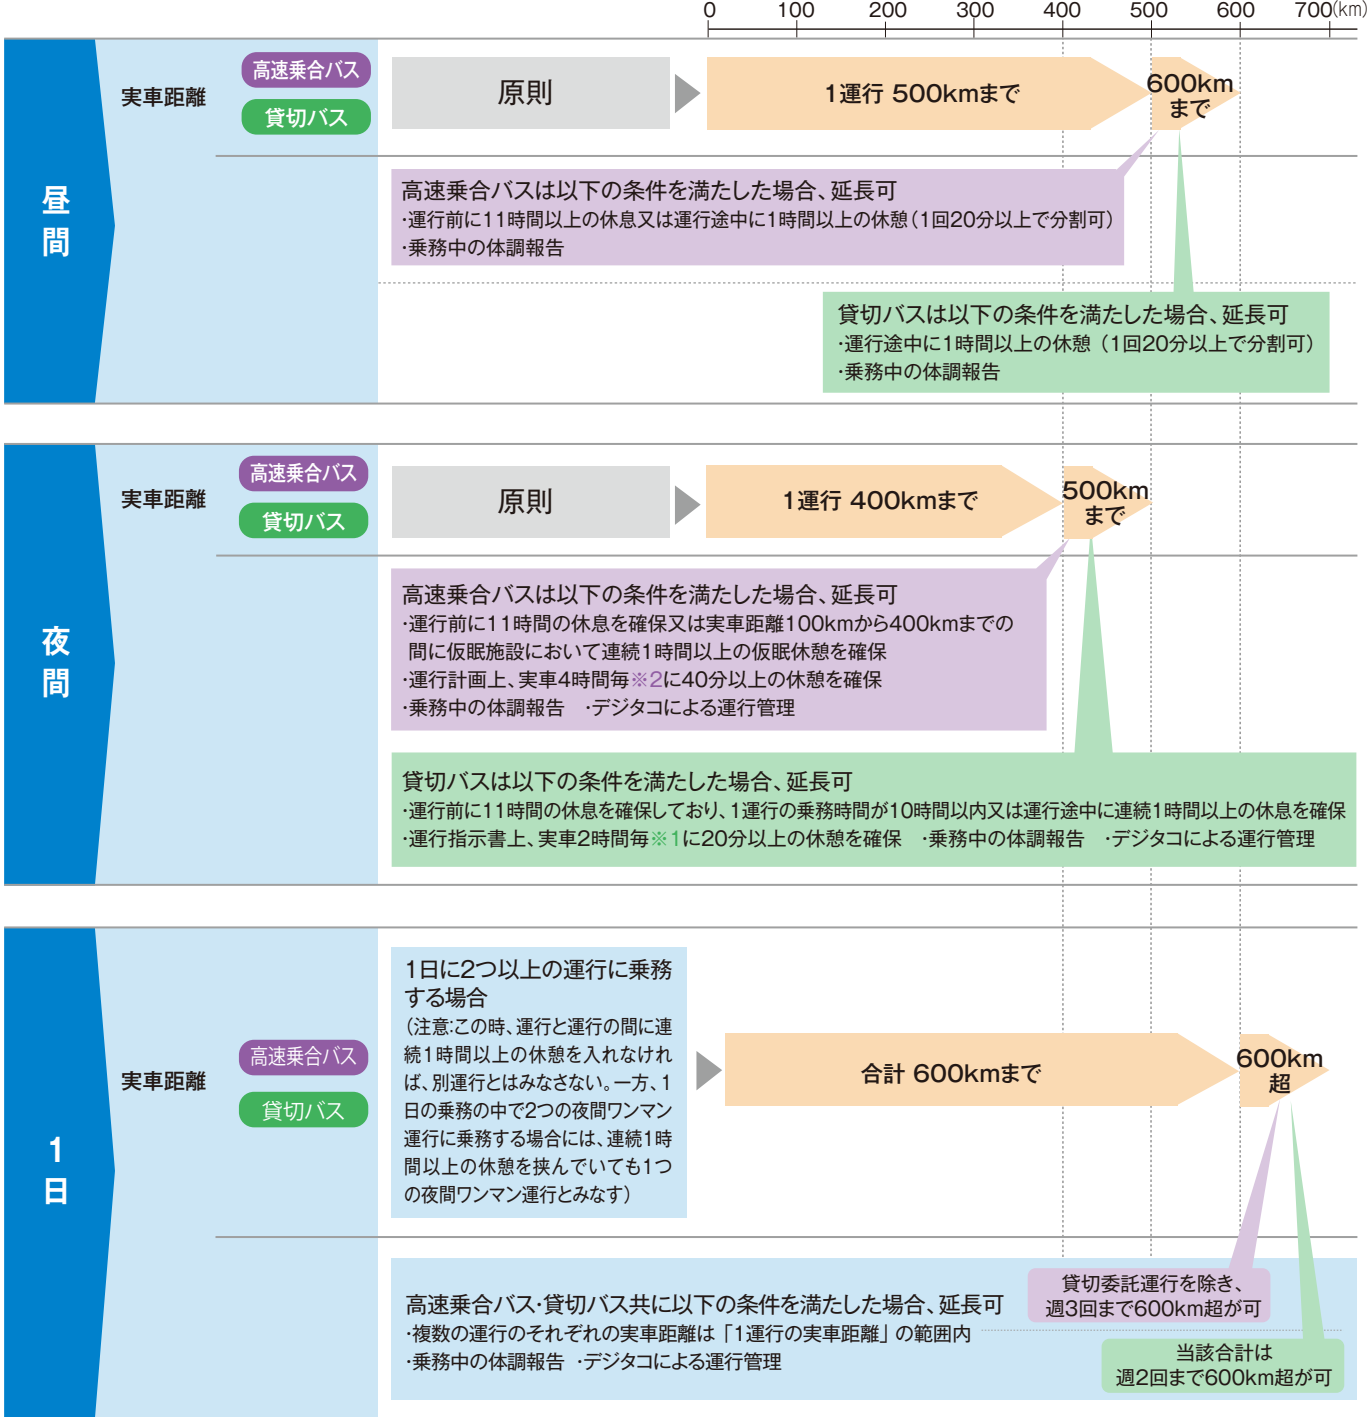 0 100 200 300 400 500 600 700(km)
昼間
実車距離
高速乗合バス
貸切バス
原則
1運行 500kmまで
600km
まで
高速乗合バスは以下の条件を満たした場合、延長可
・運行前に11時間以上の休息又は運行途中に1時間以上の休憩（1回20分以上で分割可）
・乗務中の体調報告
貸切バスは以下の条件を満たした場合、延長可
・運行途中に1時間以上の休憩（1回20分以上で分割可）
・乗務中の体調報告
夜間
実車距離
高速乗合バス
貸切バス
原則
1運行 400kmまで
500km
まで
高速乗合バスは以下の条件を満たした場合、延長可
・運行前に11時間の休息を確保又は実車距離100kmから400kmまでの
間に仮眠施設において連続1時間以上の仮眠休憩を確保
・運行計画上、実車4時間毎※2に40分以上の休憩を確保
・乗務中の体調報告　・デジタコによる運行管理
貸切バスは以下の条件を満たした場合、延長可
・運行前に11時間の休息を確保しており、1運行の乗務時間が10時間以内又は運行途中に連続1時間以上の休息を確保
・運行指示書上、実車2時間毎※1に20分以上の休憩を確保　・乗務中の体調報告　・デジタコによる運行管理
1日
実車距離
高速乗合バス
貸切バス
1日に2つ以上の運行に乗務
する場合
（注意:この時、運行と運行の間に連
続1時間以上の休憩を入れなけれ
ば、別運行とはみなさない。一方、1
日の乗務の中で2つの夜間ワンマン
運行に乗務する場合には、連続1時
間以上の休憩を挟んでいても1つ
の夜間ワンマン運行とみなす）
合計 600kmまで
600km
超
高速乗合バス・貸切バス共に以下の条件を満たした場合、延長可
・複数の運行のそれぞれの実車距離は「1運行の実車距離」の範囲内
・乗務中の体調報告 ・デジタコによる運行管理
貸切委託運行を除き、
週3回まで600km超が可
当該合計は
週2回まで600km超が可